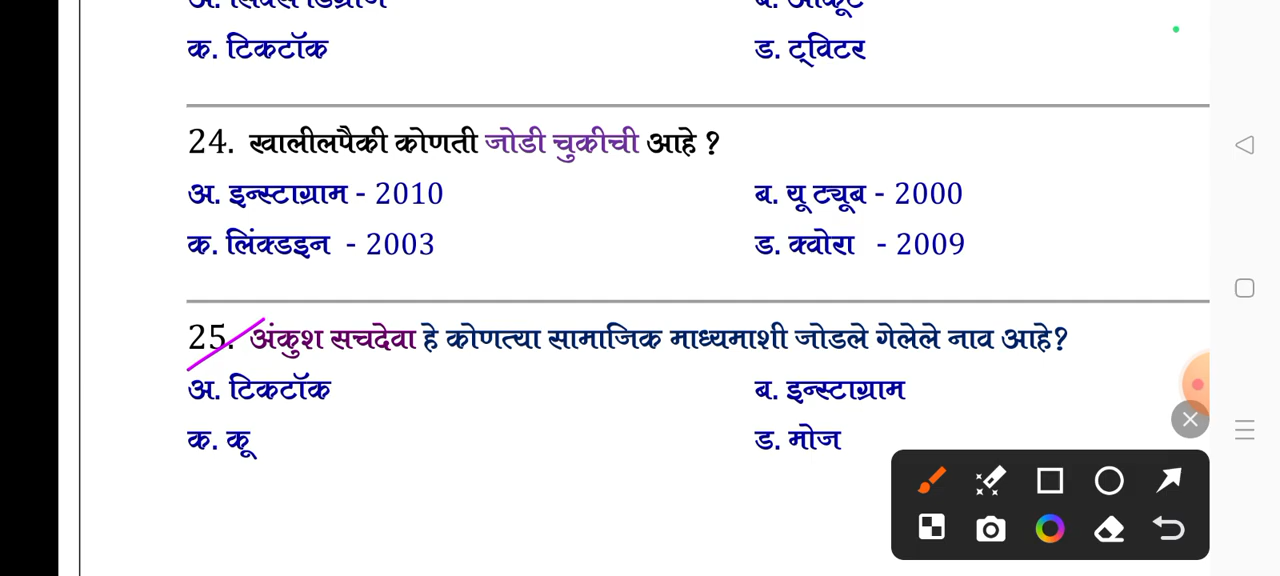 क. टिकटॉक ड. ट्विटर
24. खालीलपैकी कोणती जोडी चुकीची आहे ?
अ. इन्स्टाग्राम - 2010 ब. यू ट्यूब - 2000
क. लिंक्डइन - 2003 ड. क्वोरा - 2009
25. अंकुश सचदेवा हे कोणत्या सामाजिक माध्यमाशी जोडले गेलेले नाव आहे?
अ. टिकटॉक ब. इन्स्टाग्राम
क. कू ड. मोज